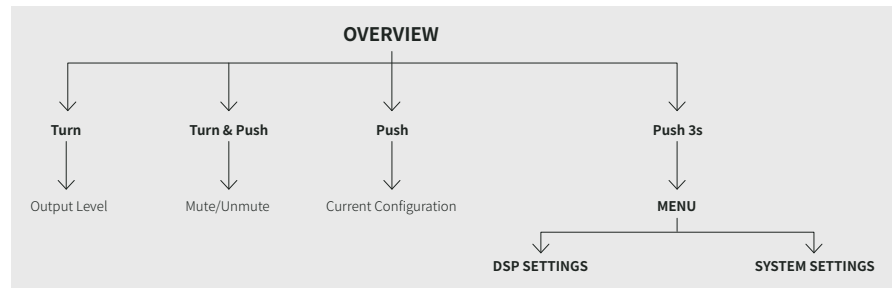 OVERVIEW
Turn
Turn & Push
Push
Push 3s
Output Level
Mute/Unmute
Current Configuration
MENU
DSP SETTINGS
SYSTEM SETTINGS